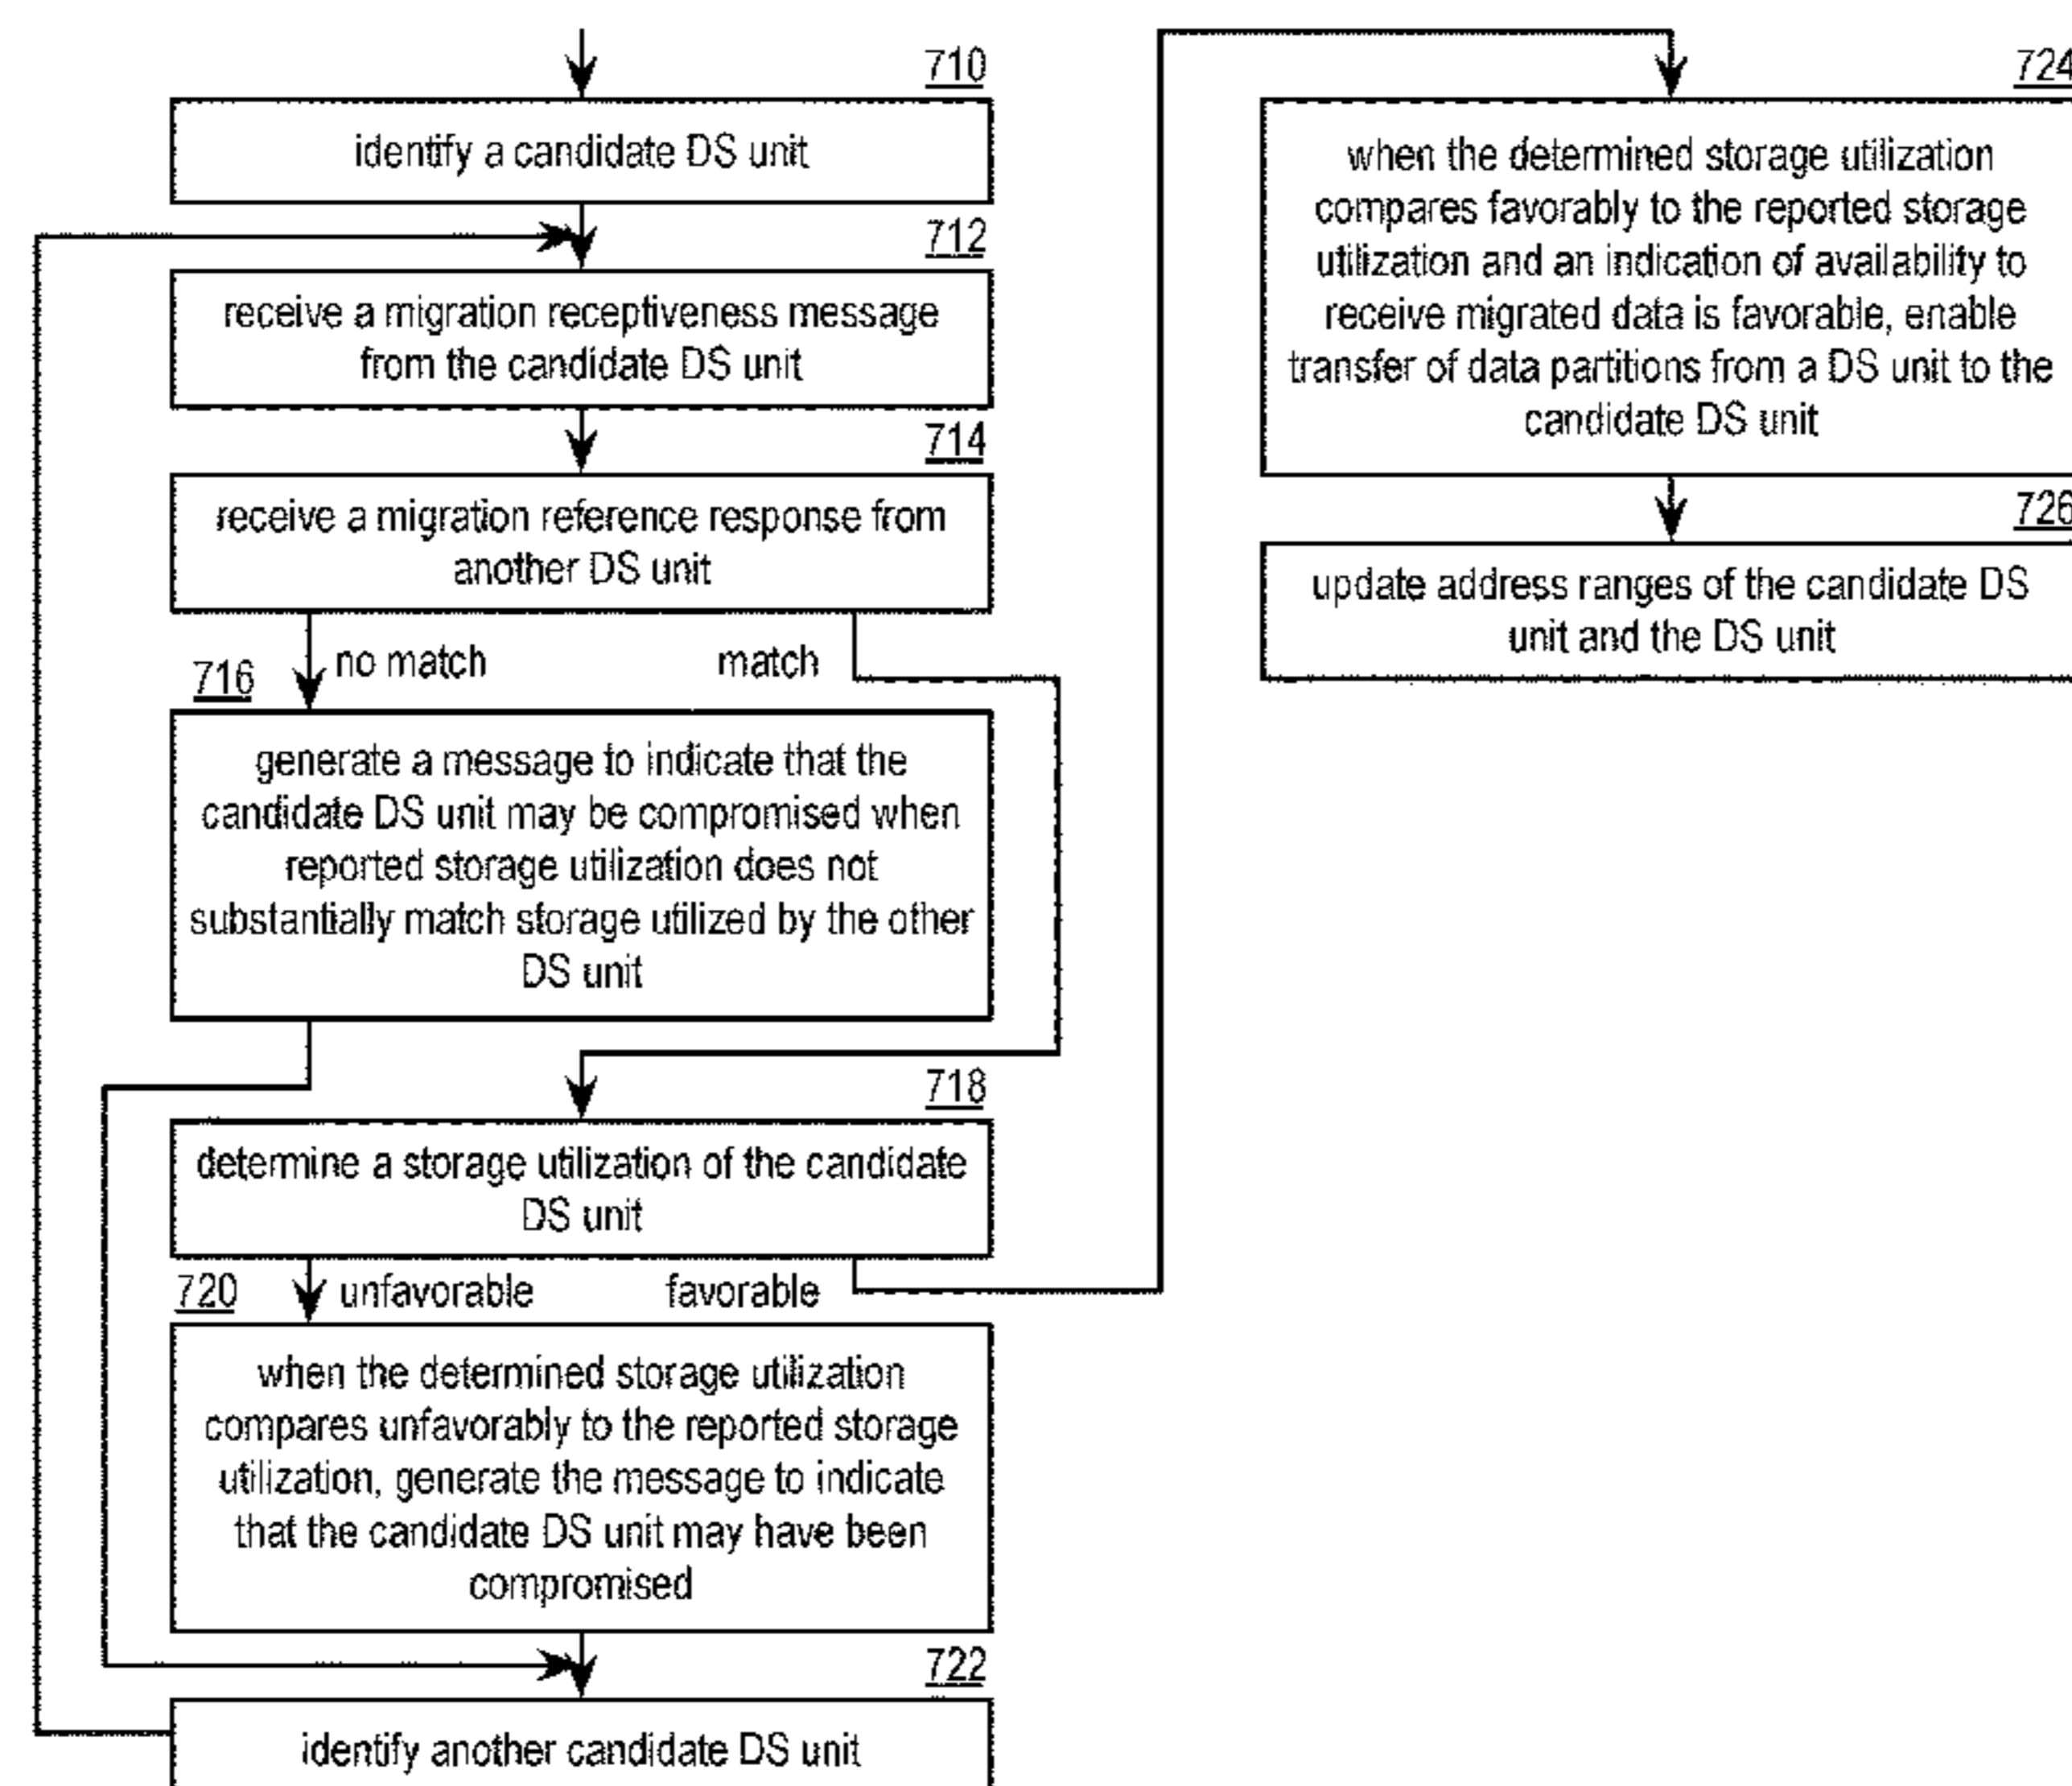 710
identify a candidate DS unit
712
receive a migration receptiveness message
from the candidate DS unit
714
receive a migration reference response from
another DS unit
no match
match
716
generate a message to indicate that the
candidate DS unit may be compromised when
reported storage utilization does not
substantially match storage utilized by the other
DS unit
718
determine a storage utilization of the candidate
DS unit
720
unfavorable
favorable
when the determined storage utilization
compares unfavorably to the reported storage
utilization, generate the message to indicate
that the candidate DS unit may have been
compromised
722
identify another candidate DS unit
724
when the determined storage utilization
compares favorably to the reported storage
utilization and an indication of availability to
receive migrated data is favorable, enable
transfer of data partitions from a DS unit to the
candidate DS unit
726
update address ranges of the candidate DS
unit and the DS unit